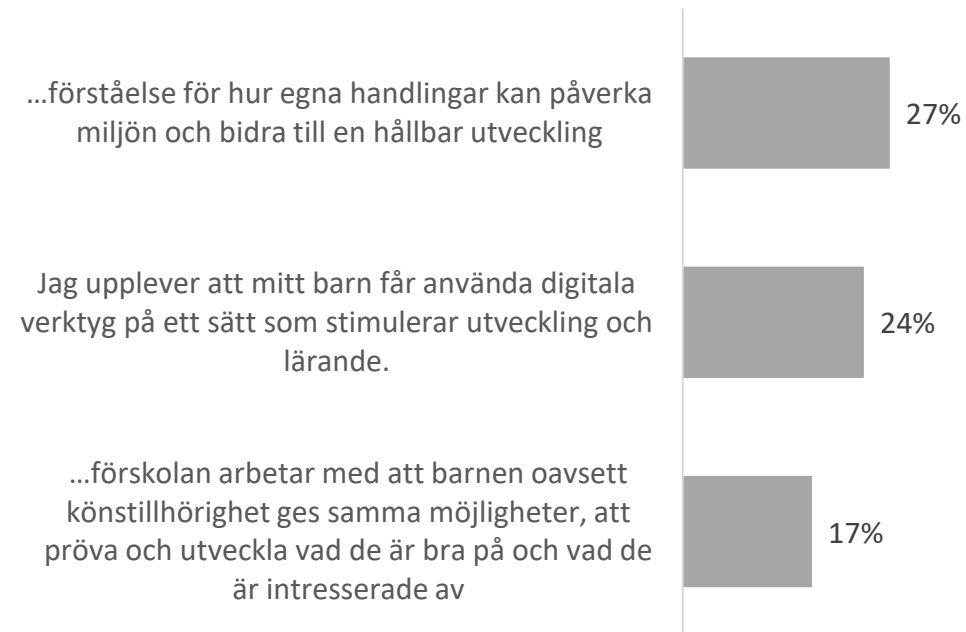 ...förståelse för hur egna handlingar kan påverka
miljön och bidra till en hållbar utveckling
27%
Jag upplever att mitt barn får använda digitala
verktyg på ett sätt som stimulerar utveckling och
lärande.
24%
...förskolan arbetar med att barnen oavsett
könstillhörighet ges samma möjligheter, att
pröva och utveckla vad de är bra på och vad de
är intresserade av
17%